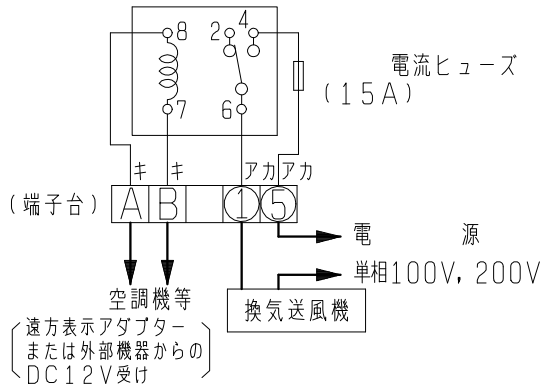 8
2
4
7
6
電流ヒューズ
(15A)
キ
キ
アカ
アカ
(端子台)
A
B
1
5
電 源
単相100V, 200V
空調機等
換気送風機
遠方表示アダプター
または外部機器からの
DC12V受け